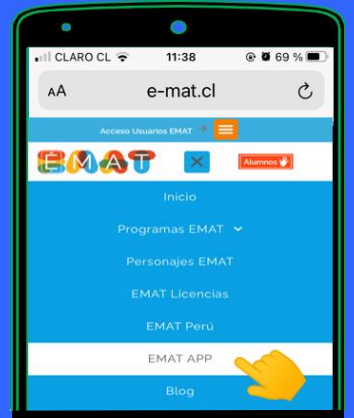 CLARO CL 11:38 69 %
AA e-mat.cl
Acceso Usuarios EMAT →
EMAT Alumnos
Inicio
Programas EMAT
Personajes EMAT
EMAT Licencias
EMAT Perú
EMAT APP
Blog